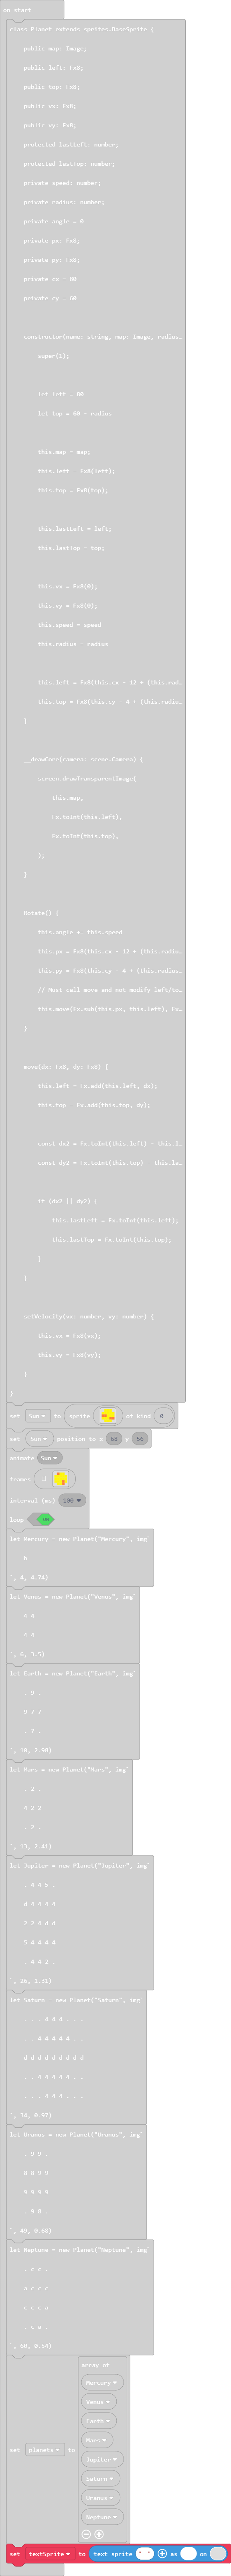 on start
class Planet extends sprites.BaseSprite {
public map: Image;
public left: Fx8;
public top: Fx8;
public vx: Fx8;
public vy: Fx8;
protected lastLeft: number;
protected lastTop: number;
private speed: number;
private radius: number;
private angle = 0
private px: Fx8;
private py: Fx8;
private cx = 80
private cy = 60
constructor(name: string, map: Image, radius…
super(1);
let left = 80
let top = 60 - radius
this.map = map;
this.left = Fx8(left);
this.top = Fx8(top);
this.lastLeft = left;
this.lastTop = top;
this.vx = Fx8(0);
this.vy = Fx8(0);
this.speed = speed
this.radius = radius
this.left = Fx8(this.cx - 12 + (this.rad…
this.top = Fx8(this.cy - 4 + (this.radiu…
}
__drawCore(camera: scene.Camera) {
screen.drawTransparentImage(
this.map,
Fx.toInt(this.left),
Fx.toInt(this.top),
);
}
Rotate() {
this.angle += this.speed
this.px = Fx8(this.cx - 12 + (this.radiu…
this.py = Fx8(this.cy - 4 + (this.radius…
// Must call move and not modify left/to…
this.move(Fx.sub(this.px, this.left), Fx…
}
move(dx: Fx8, dy: Fx8) {
this.left = Fx.add(this.left, dx);
this.top = Fx.add(this.top, dy);
const dx2 = Fx.toInt(this.left) - this.l…
const dy2 = Fx.toInt(this.top) - this.la…
if (dx2 || dy2) {
this.lastLeft = Fx.toInt(this.left);
this.lastTop = Fx.toInt(this.top);
}
}
setVelocity(vx: number, vy: number) {
this.vx = Fx8(vx);
this.vy = Fx8(vy);
}
}
set Sun to sprite of kind 0
set Sun position to x 68 y 56
animate Sun
frames
interval (ms) 100
loop ON
let Mercury = new Planet("Mercury", img`
b
`, 4, 4.74)
let Venus = new Planet("Venus", img`
4 4
4 4
`, 6, 3.5)
let Earth = new Planet("Earth", img`
. 9 .
9 7 7
. 7 .
`, 10, 2.98)
let Mars = new Planet("Mars", img`
. 2 .
4 2 2
. 2 .
`, 15, 2.41)
let Jupiter = new Planet("Jupiter", img`
. 4 4 5 .
d 4 4 4 4
2 2 4 d d
5 4 4 4 4
. 4 4 2 .
`, 26, 1.31)
let Saturn = new Planet("Saturn", img`
. . . 4 4 4 . . .
. . 4 4 4 4 4 . .
d d d d d d d d d
. . 4 4 4 4 4 . .
. . . 4 4 4 . . .
`, 34, 0.97)
let Uranus = new Planet("Uranus", img`
. 9 9 .
8 8 9 9
9 9 9 9
. 9 8 .
`, 49, 0.68)
let Neptune = new Planet("Neptune", img`
. c c .
a c c c
c c c a
. c a .
`, 60, 0.54)
array of
Mercury
Venus
Earth
Mars
set planets to
Jupiter
Saturn
Uranus
Neptune
set textSprite to text sprite " " as on